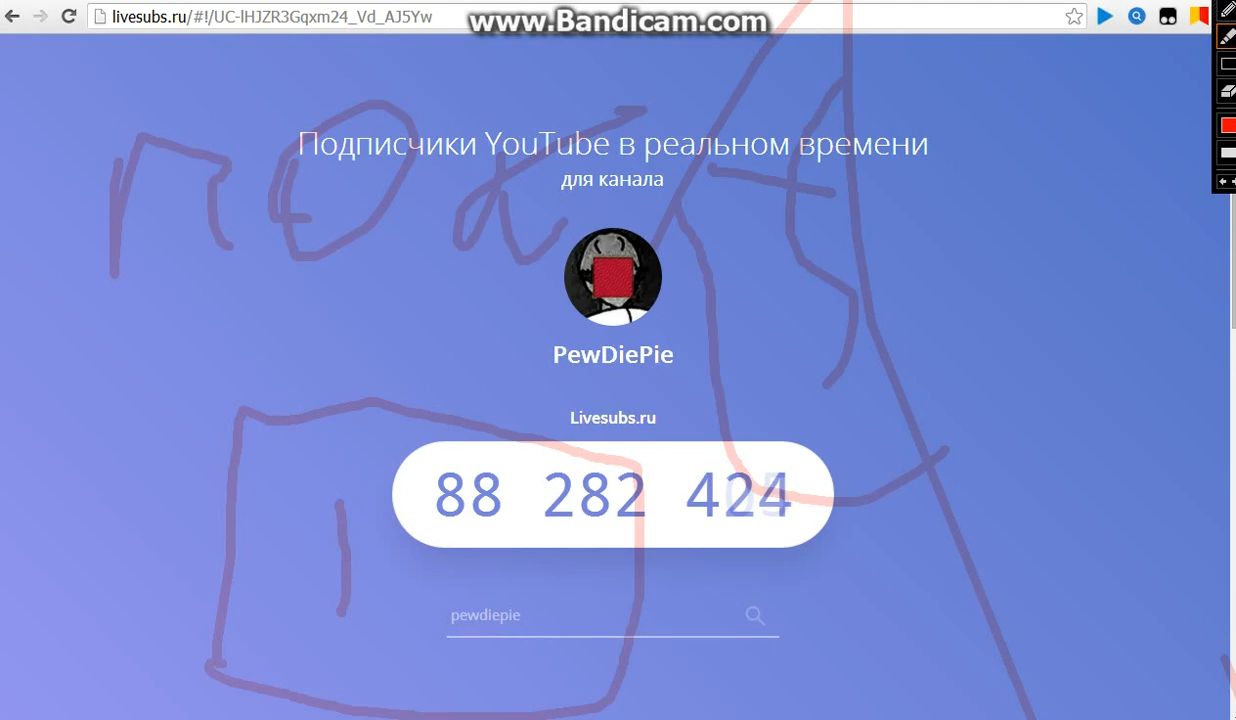 livesubs.ru/#!/UC-lHJZR3Gqxm24_Vd_AJ5Yw
www.Bandicam.com
Подписчики YouTube в реальном времени
для канала
PewDiePie
Livesubs.ru
88 282 424
1
pewdiepie